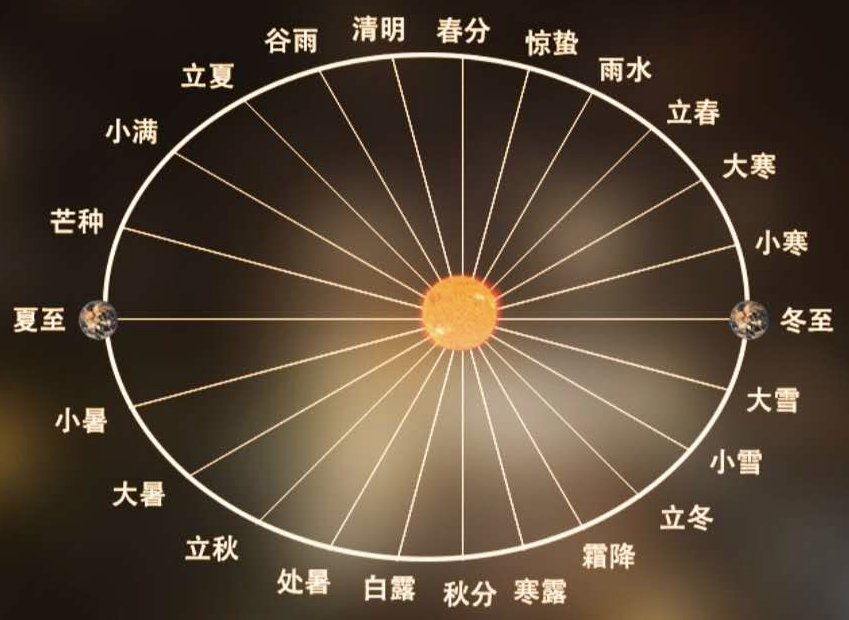 春分
清明
谷雨
立夏
小满
芒种
夏至
小暑
大暑
立秋
处暑
白露
秋分
寒露
霜降
立冬
小雪
大雪
冬至
小寒
大寒
立春
雨水
惊蛰